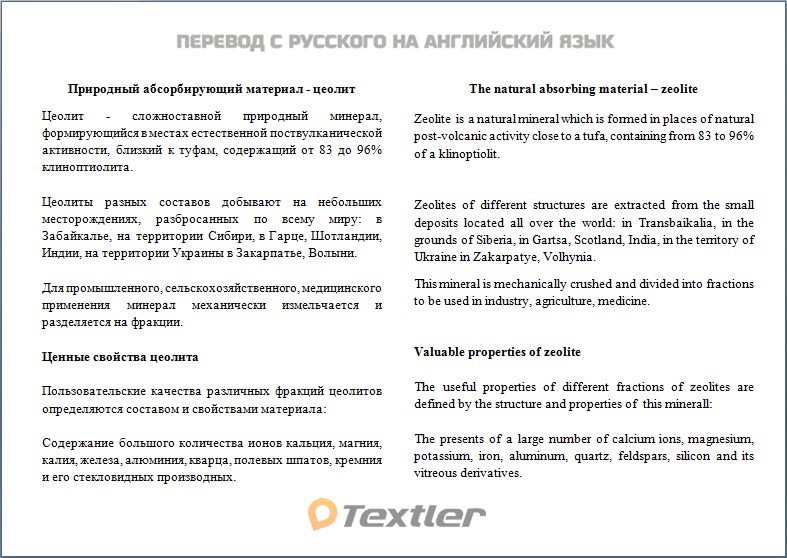 ПЕРЕВОД С РУССКОГО НА АНГЛИЙСКИЙ ЯЗЫК
Природный абсорбирующий материал - цеолит
Цеолит - сложноставной природный минерал,
формирующийся в местах естественной поствулканической
активности, близкий к туфам, содержащий от 83 до 96%
клиноптиолита.
Цеолиты разных составов добывают на небольших
месторождениях, разбросанных по всему миру: в
Забайкалье, на территории Сибири, в Гарце, Шотландии,
Индии, на территории Украины в Закарпатье, Волыни.
Для промышленного, сельскохозяйственного, медицинского
применения минерал механически измельчается и
разделяется на фракции.
Ценные свойства цеолита
Пользовательские качества различных фракций цеолитов
определяются составом и свойствами материала:
Содержание большого количества ионов кальция, магния,
калия, железа, алюминия, кварца, полевых шпатов, кремния
и его стекловидных производных.
The natural absorbing material – zeolite
Zeolite is a natural mineral which is formed in places of natural
post-volcanic activity close to a tufa, containing from 83 to 96%
of a klinoptiolit.
Zeolites of different structures are extracted from the small
deposits located all over the world: in Transbaikalia, in the
grounds of Siberia, in Gartsa, Scotland, India, in the territory of
Ukraine in Zakarpatye, Volhynia.
This mineral is mechanically crushed and divided into fractions
to be used in industry, agriculture, medicine.
Valuable properties of zeolite
The useful properties of different fractions of zeolites are
defined by the structure and properties of this minerall:
The presents of a large number of calcium ions, magnesium,
potassium, iron, aluminum, quartz, feldspars, silicon and its
vitreous derivatives.
Textler